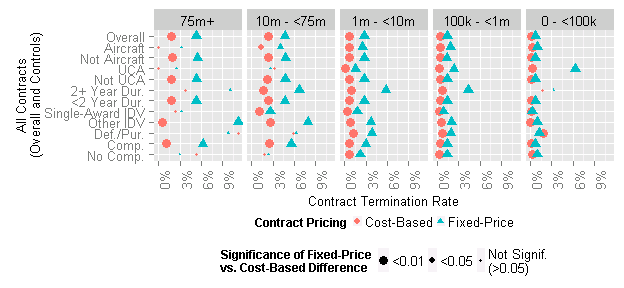 75m+ 10m - <75m 1m - <10m 100k - <1m 0 - <100k
All Contracts
(Overall and Controls)
Overall
Aircraft
Not Aircraft
UCA
Not UCA
2+ Year Dur.
<2 Year Dur.
Single-Award IDV
Other IDV
Def./Pur.
Comp.
No Comp.
0% 3% 6% 9% 0% 3% 6% 9% 0% 3% 6% 9% 0% 3% 6% 9% 0% 3% 6% 9%
Contract Termination Rate
Contract Pricing Cost-Based Fixed-Price
Significance of Fixed-Price
vs. Cost-Based Difference
<0.01 <0.05 Not Signif.
(>0.05)